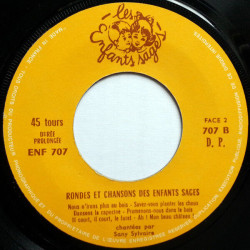 les
Enfants sages
45 tours
DURÉE
PROLONGÉE
ENF 707
FACE 2
707 B
D. P.
RONDES ET CHANSONS DES ENFANTS SAGES
Nous n'irons plus au bois - Savez-vous planter les choux
Dansons la capucine - Promenons-nous dans le bois
Il court, il court, le furet - Ah ! Mon beau château
chantées par
Sany Sylvane